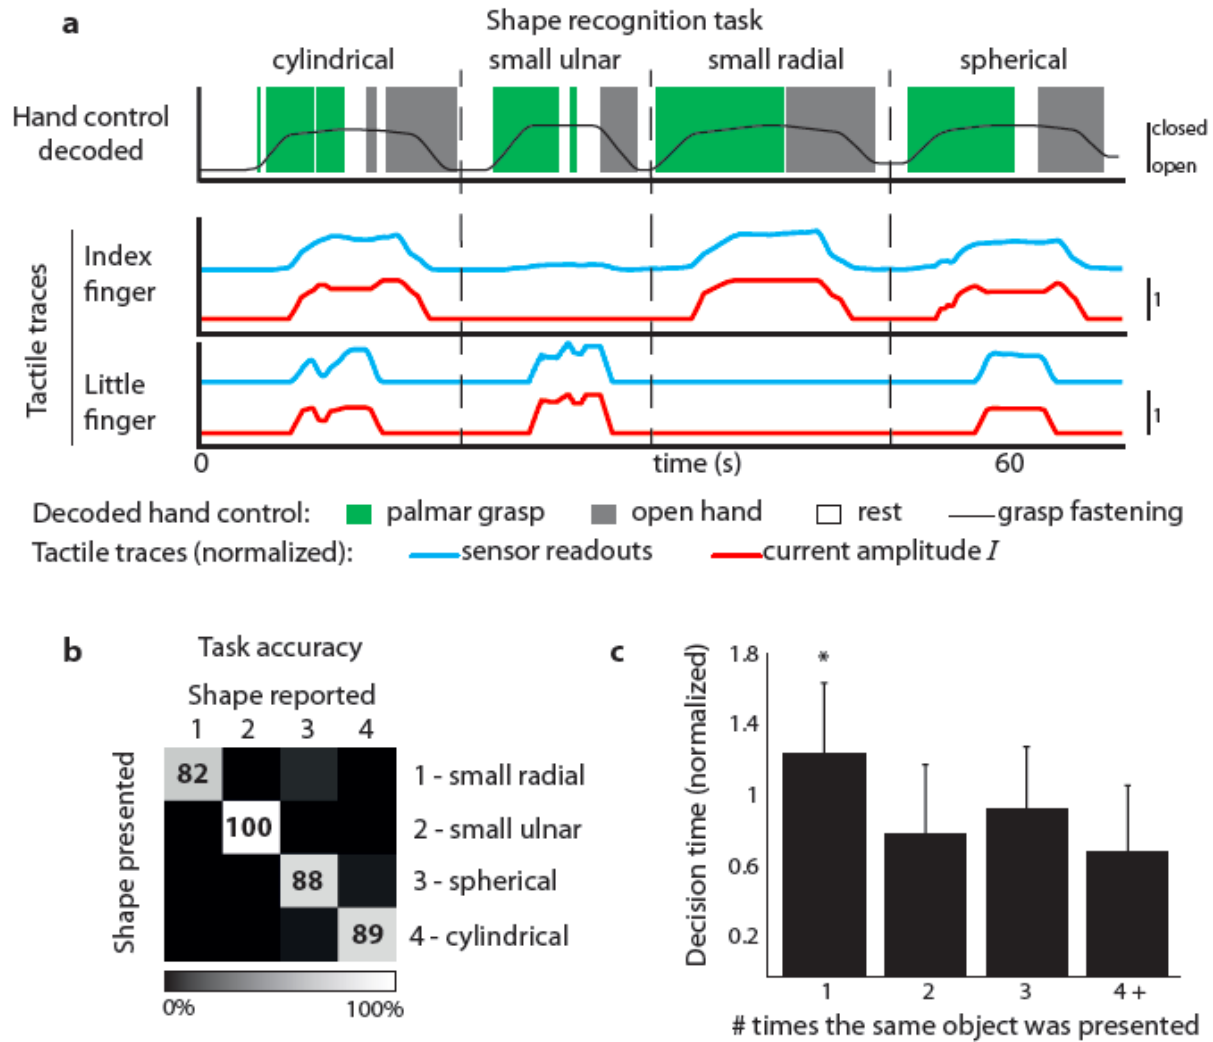 a
Shape recognition task
cylindrical small ulnar small radial spherical
Hand control
decoded
closed
open
Tactile traces
Index
finger
1
Little
finger
1
0 time (s) 60
Decoded hand control: palmar grasp open hand rest grasp fastening
Tactile traces (normalized): sensor readouts current amplitude I
b
Task accuracy
Shape reported
1 2 3 4
Shape presented
82 1 - small radial
100 2 - small ulnar
88 3 - spherical
89 4 - cylindrical
0% 100%
c
Decision time (normalized)
1.8
1.4
1
0.6
0.2
*
1 2 3 4 +
# times the same object was presented